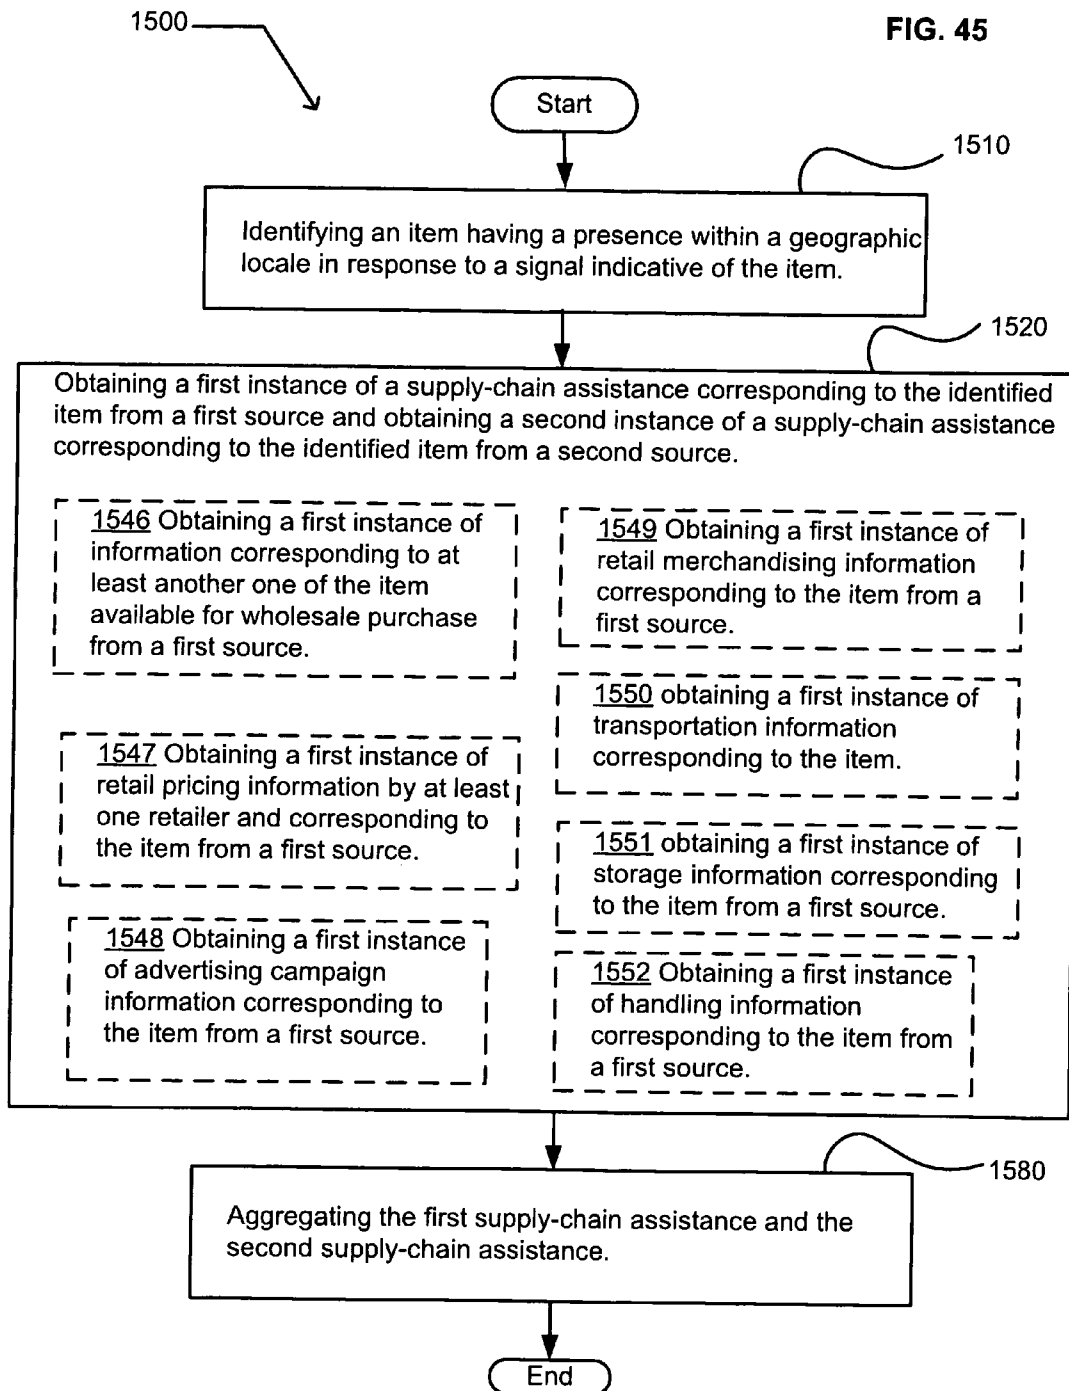 1500
FIG. 45
Start
1510
Identifying an item having a presence within a geographic
locale in response to a signal indicative of the item.
1520
Obtaining a first instance of a supply-chain assistance corresponding to the identified
item from a first source and obtaining a second instance of a supply-chain assistance
corresponding to the identified item from a second source.
1546 Obtaining a first instance of
information corresponding to at
least another one of the item
available for wholesale purchase
from a first source.
1547 Obtaining a first instance of
retail pricing information by at least
one retailer and corresponding to
the item from a first source.
1548 Obtaining a first instance
of advertising campaign
information corresponding to
the item from a first source.
1549 Obtaining a first instance of
retail merchandising information
corresponding to the item from a
first source.
1550 obtaining a first instance of
transportation information
corresponding to the item.
1551 obtaining a first instance of
storage information corresponding
to the item from a first source.
1552 Obtaining a first instance
of handling information
corresponding to the item from
a first source.
1580
Aggregating the first supply-chain assistance and the
second supply-chain assistance.
End